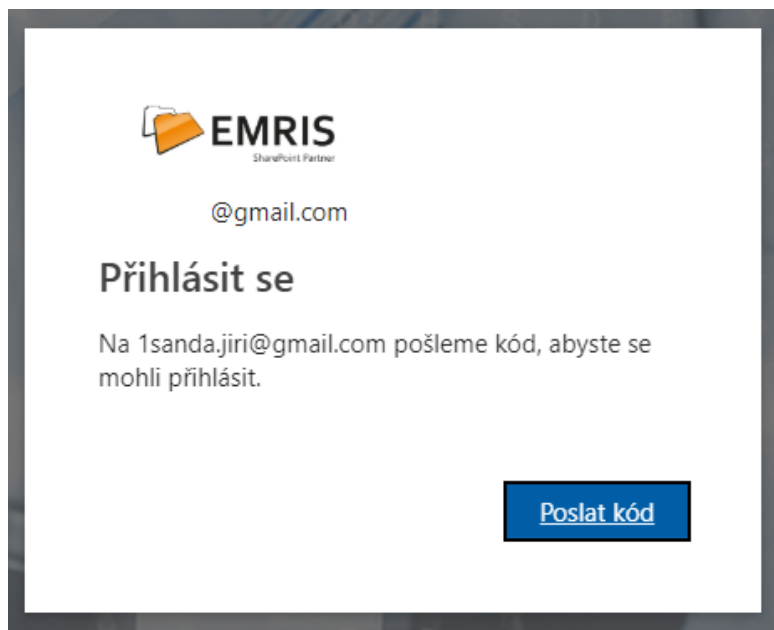 EMRIS
SharePoint Partner
@gmail.com
Přihlásit se
Na 1sanda.jiri@gmail.com pošleme kód, abyste se
mohli přihlásit.
Poslat kód